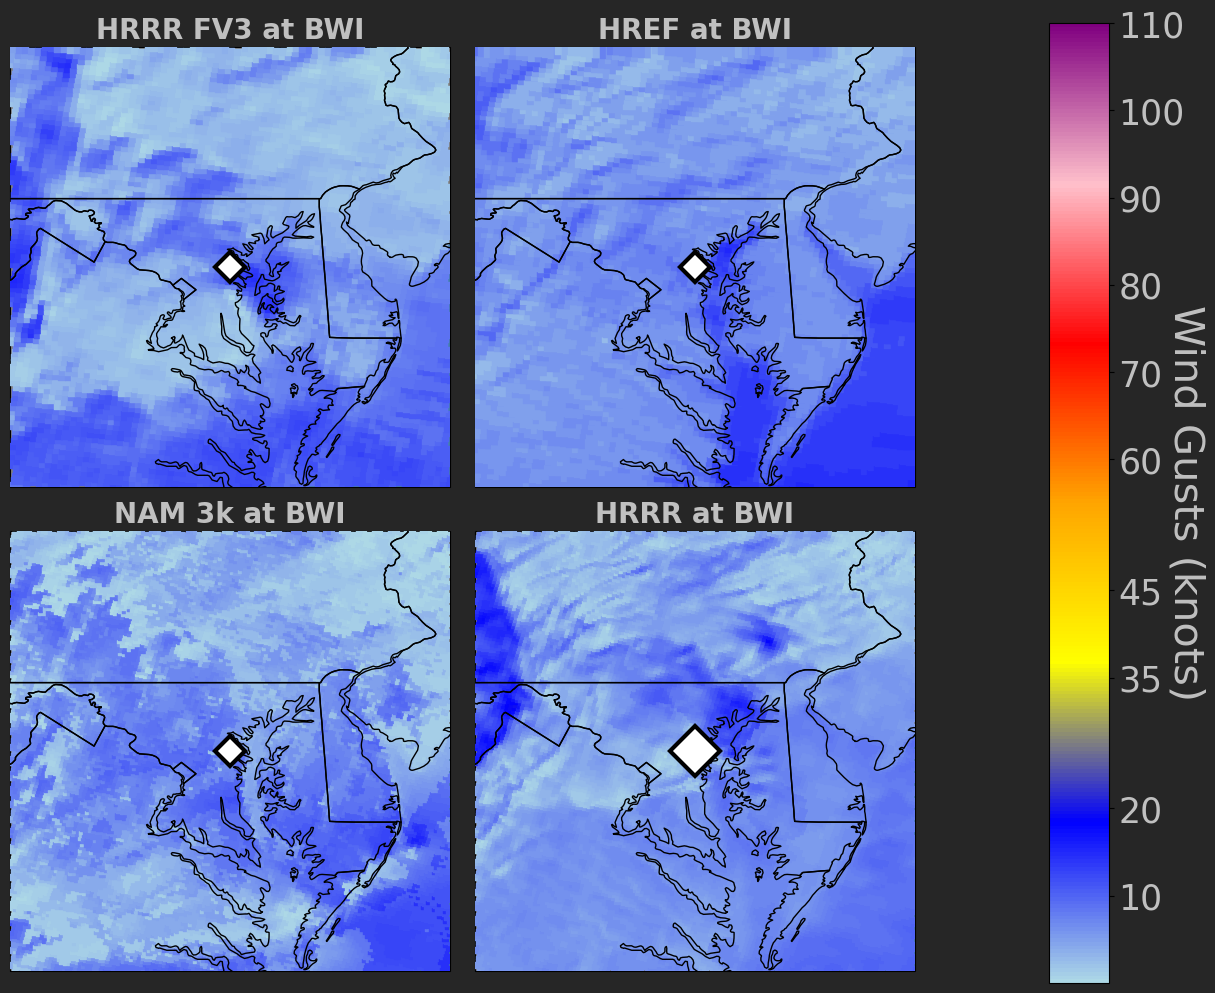 HRRR FV3 at BWI
HREF at BWI
NAM 3k at BWI
HRRR at BWI
110
100
90
80
70
60
45
35
20
10
Wind Gusts (knots)